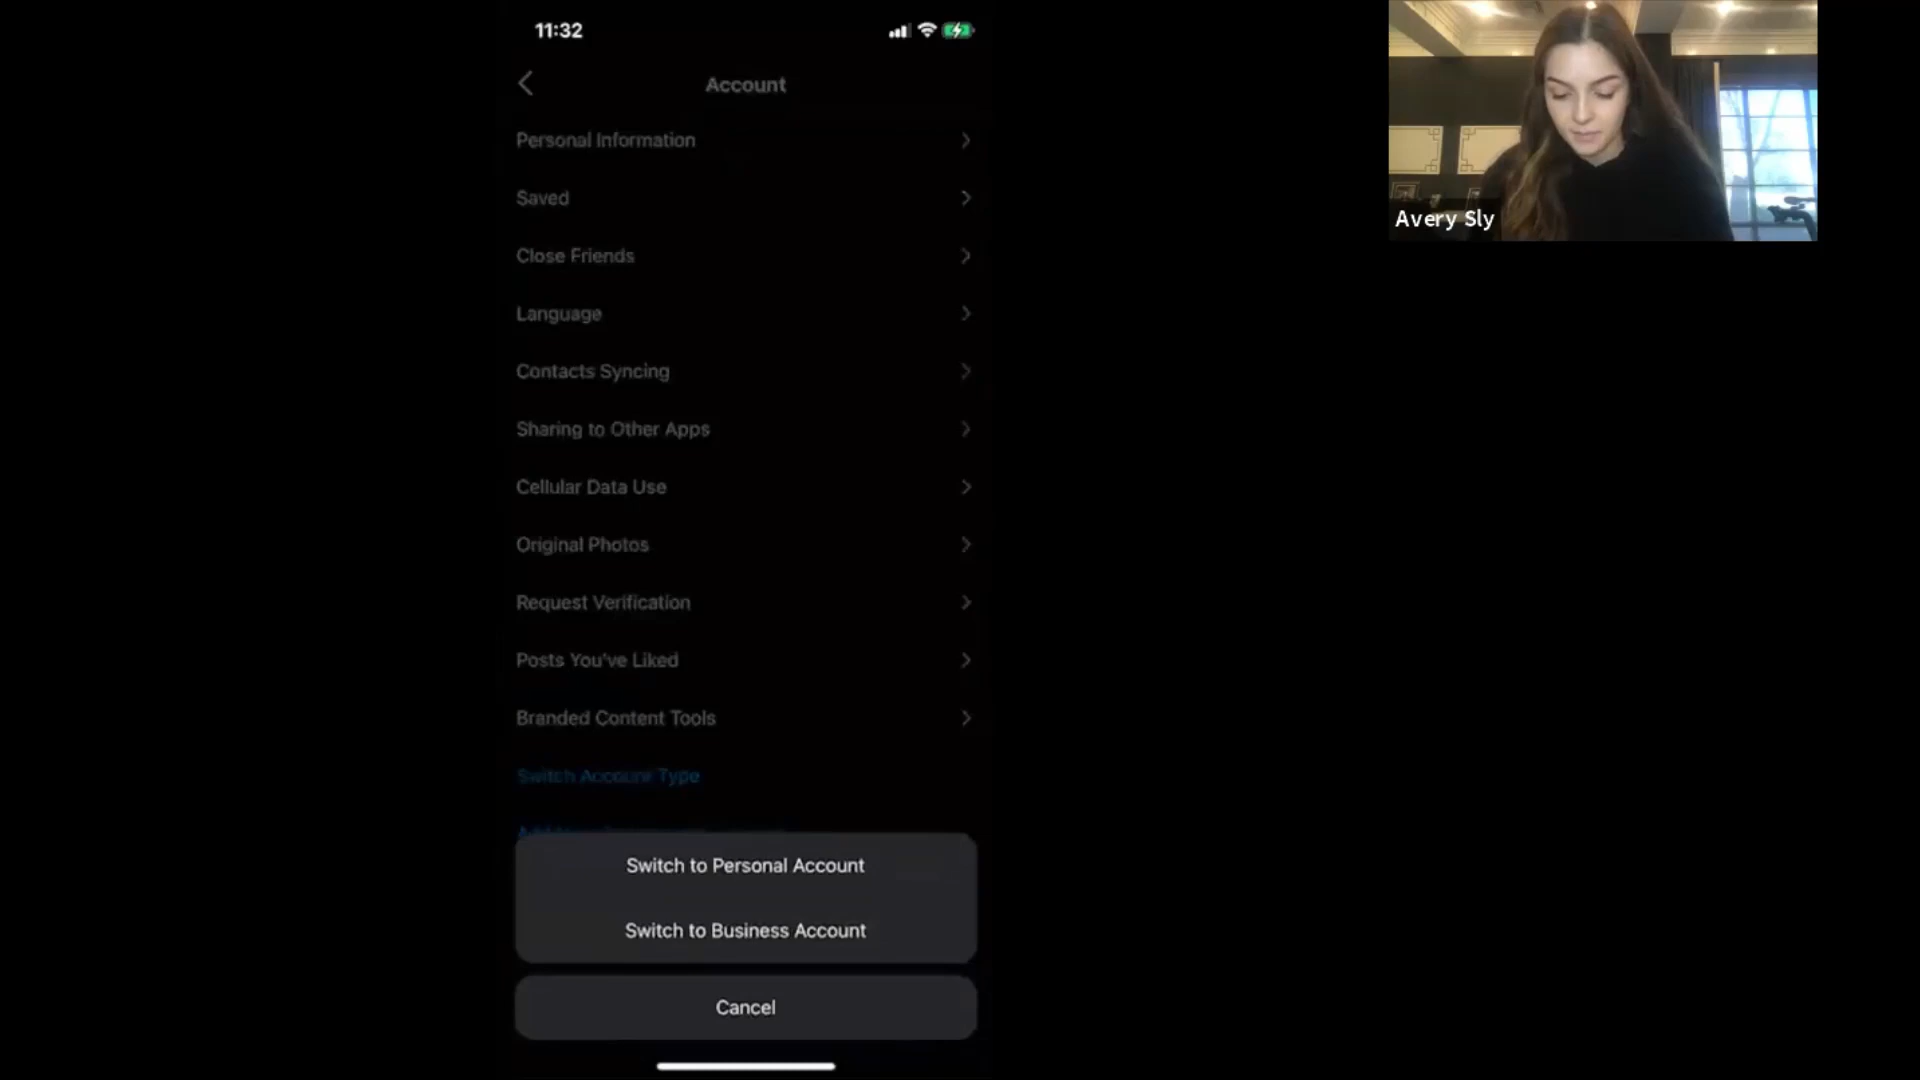 11:32
Account
Personal Information
Saved
Close Friends
Language
Contacts Syncing
Sharing to Other Apps
Cellular Data Use
Original Photos
Request Verification
Posts You've Liked
Branded Content Tools
Switch Account Type
Switch to Personal Account
Switch to Business Account
Cancel
Avery Sly